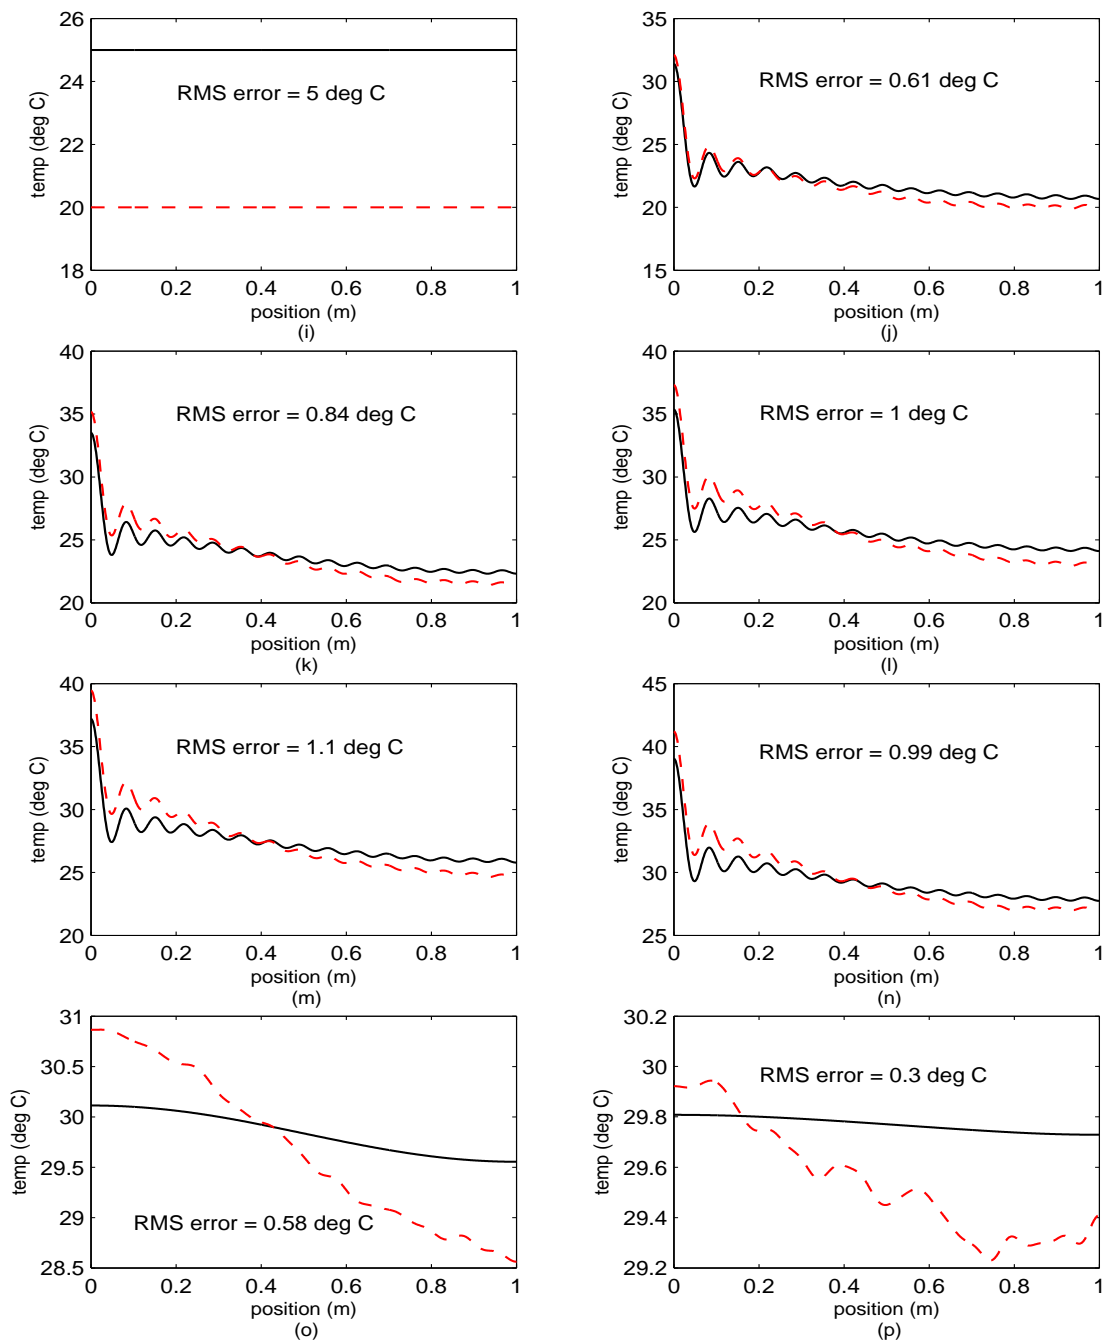 26
24
22
20
18
temp (deg C)
RMS error = 5 deg C
0 0.2 0.4 0.6 0.8 1
position (m)
(i)
35
30
25
20
15
temp (deg C)
RMS error = 0.61 deg C
0 0.2 0.4 0.6 0.8 1
position (m)
(j)
40
35
30
25
20
temp (deg C)
RMS error = 0.84 deg C
0 0.2 0.4 0.6 0.8 1
position (m)
(k)
40
35
30
25
20
temp (deg C)
RMS error = 1 deg C
0 0.2 0.4 0.6 0.8 1
position (m)
(l)
40
35
30
25
20
temp (deg C)
RMS error = 1.1 deg C
0 0.2 0.4 0.6 0.8 1
position (m)
(m)
45
40
35
30
25
temp (deg C)
RMS error = 0.99 deg C
0 0.2 0.4 0.6 0.8 1
position (m)
(n)
31
30.5
30
29.5
29
28.5
temp (deg C)
RMS error = 0.58 deg C
0 0.2 0.4 0.6 0.8 1
position (m)
(o)
30.2
30
29.8
29.6
29.4
29.2
temp (deg C)
RMS error = 0.3 deg C
0 0.2 0.4 0.6 0.8 1
position (m)
(p)